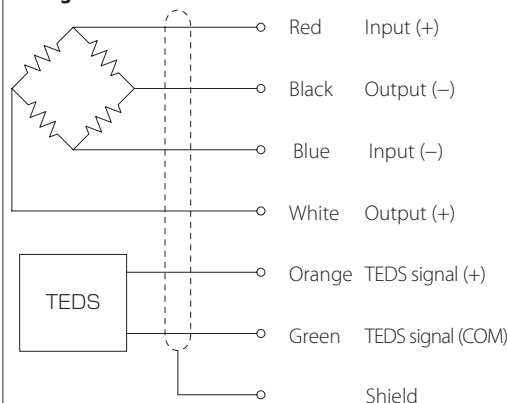 Red Input (+)
Black Output (−)
Blue Input (−)
White Output (+)
Orange TEDS signal (+)
TEDS
Green TEDS signal (COM)
Shield